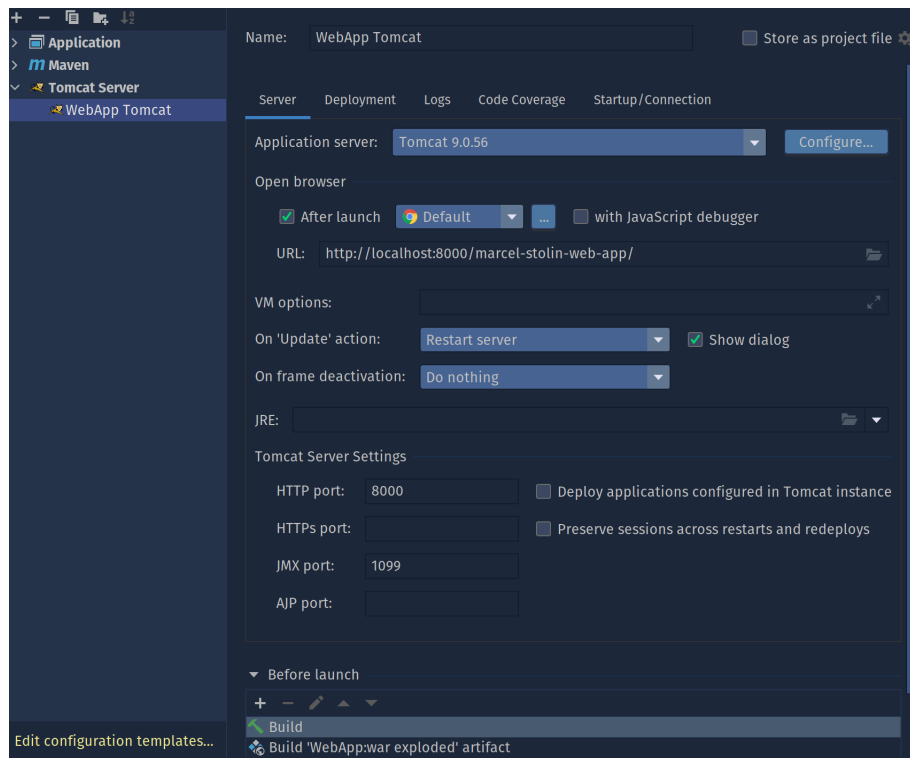 Application
Maven
Tomcat Server
WebApp Tomcat
Edit configuration templates...
Name: WebApp Tomcat
Store as project file
Server Deployment Logs Code Coverage Startup/Connection
Application server: Tomcat 9.0.56 Configure...
Open browser
After launch Default ... with JavaScript debugger
URL: http://localhost:8000/marcel-stolin-web-app/
VM options:
On 'Update' action: Restart server Show dialog
On frame deactivation: Do nothing
JRE:
Tomcat Server Settings
HTTP port: 8000 Deploy applications configured in Tomcat instance
HTTPs port: Preserve sessions across restarts and redeploys
JMX port: 1099
AJP port:
Before launch
Build
Build 'WebApp:war exploded' artifact